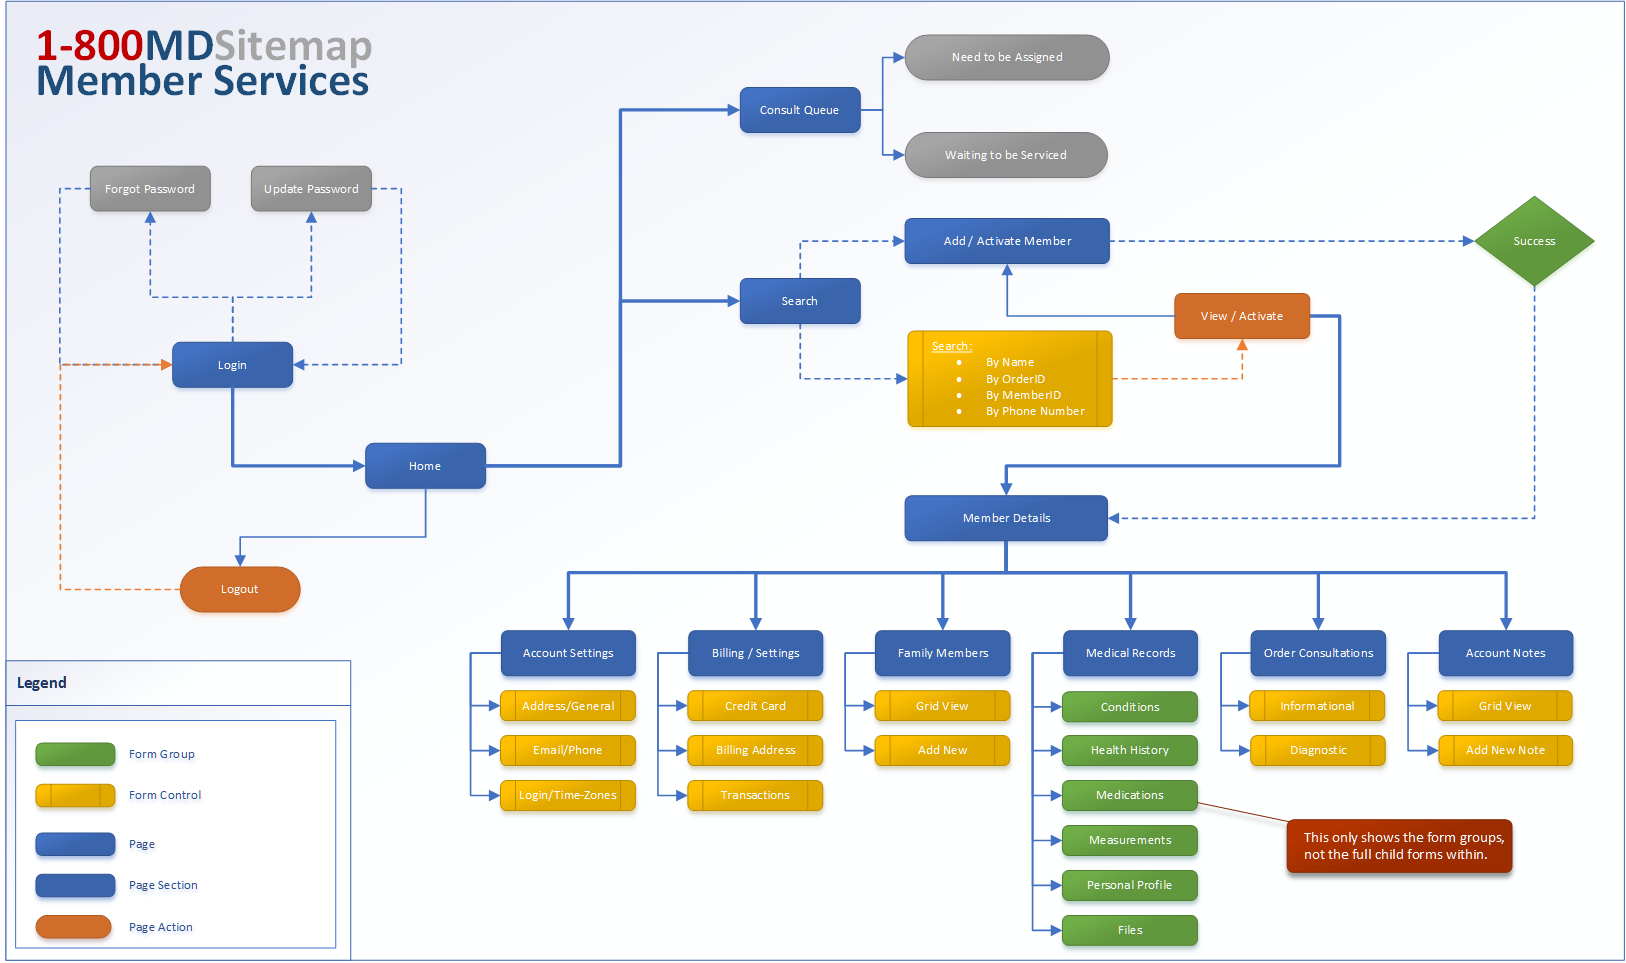 1-800MDSitemap
Member Services
Need to be Assigned
Consult Queue
Waiting to be Serviced
Forgot Password
Update Password
Add / Activate Member
Success
Search
View / Activate
Search:
● By Name
● By OrderID
● By MemberID
● By Phone Number
Login
Home
Member Details
Logout
Account Settings
Billing / Settings
Family Members
Medical Records
Order Consultations
Account Notes
Address/General
Credit Card
Grid View
Conditions
Informational
Grid View
Email/Phone
Billing Address
Add New
Health History
Diagnostic
Add New Note
Login/Time-Zones
Transactions
Medications
Measurements
Personal Profile
Files
This only shows the form groups,
not the full child forms within.
Legend
Form Group
Form Control
Page
Page Section
Page Action